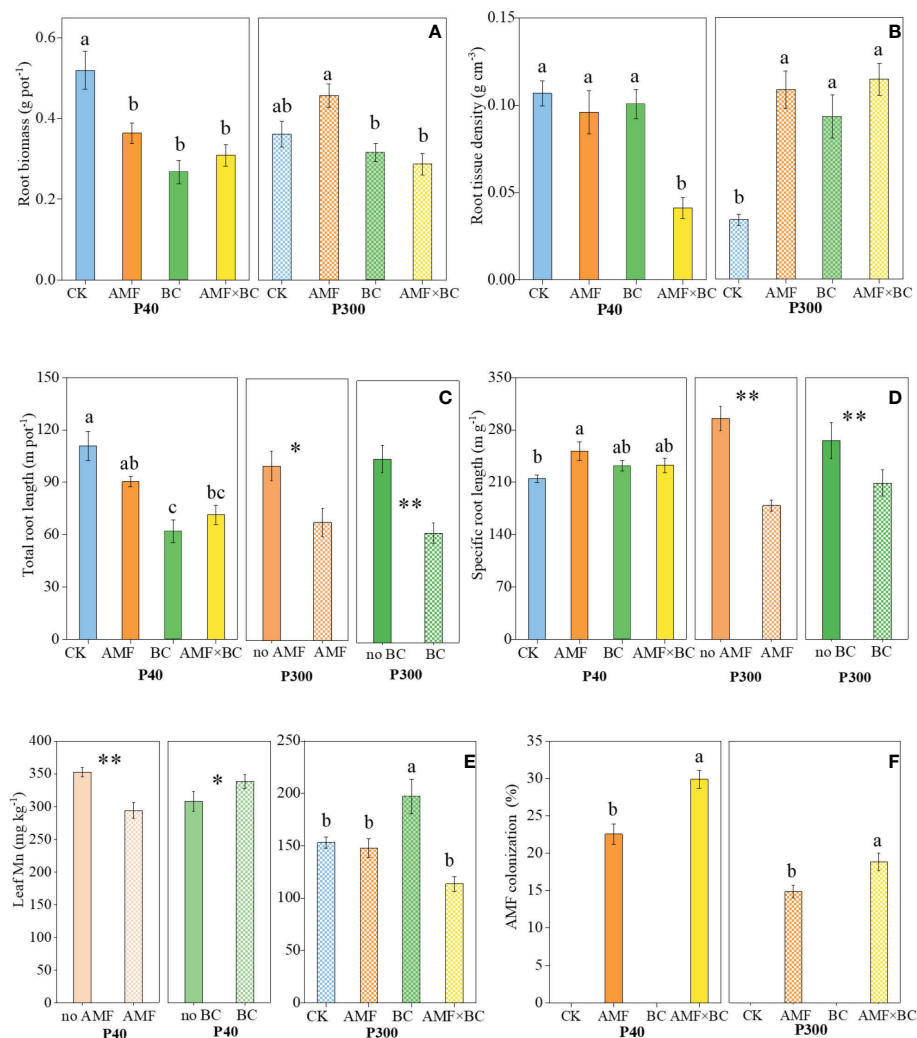 A
Root biomass (g pot-1)
0.6
0.4
0.2
0.0
a
b
b
b
ab
a
b
b
CK AMF BC AMF×BC
P40
CK AMF BC AMF×BC
P300
B
Root tissue density (g cm-3)
0.15
0.10
0.05
0.00
a
a
a
b
b
a
a
a
CK AMF BC AMF×BC
P40
CK AMF BC AMF×BC
P300
C
Total root length (m pot-1)
150
120
90
60
30
0
a
ab
c
bc
*
**
CK AMF BC AMF×BC
P40
no AMF AMF
P300
no BC BC
P300
D
Specific root length (m g-1)
350
280
210
140
70
0
b
a
ab
ab
**
**
CK AMF BC AMF×BC
P40
no AMF AMF
P300
no BC BC
P300
E
Leaf Mn (mg kg-1)
400
350
300
250
200
150
100
50
0
**
*
250
200
150
100
50
0
b
b
a
b
no AMF AMF
P40
no BC BC
P40
CK AMF BC AMF×BC
P300
F
AMF colonization (%)
35
30
25
20
15
10
5
0
b
a
b
a
CK AMF BC AMF×BC
P40
CK AMF BC AMF×BC
P300